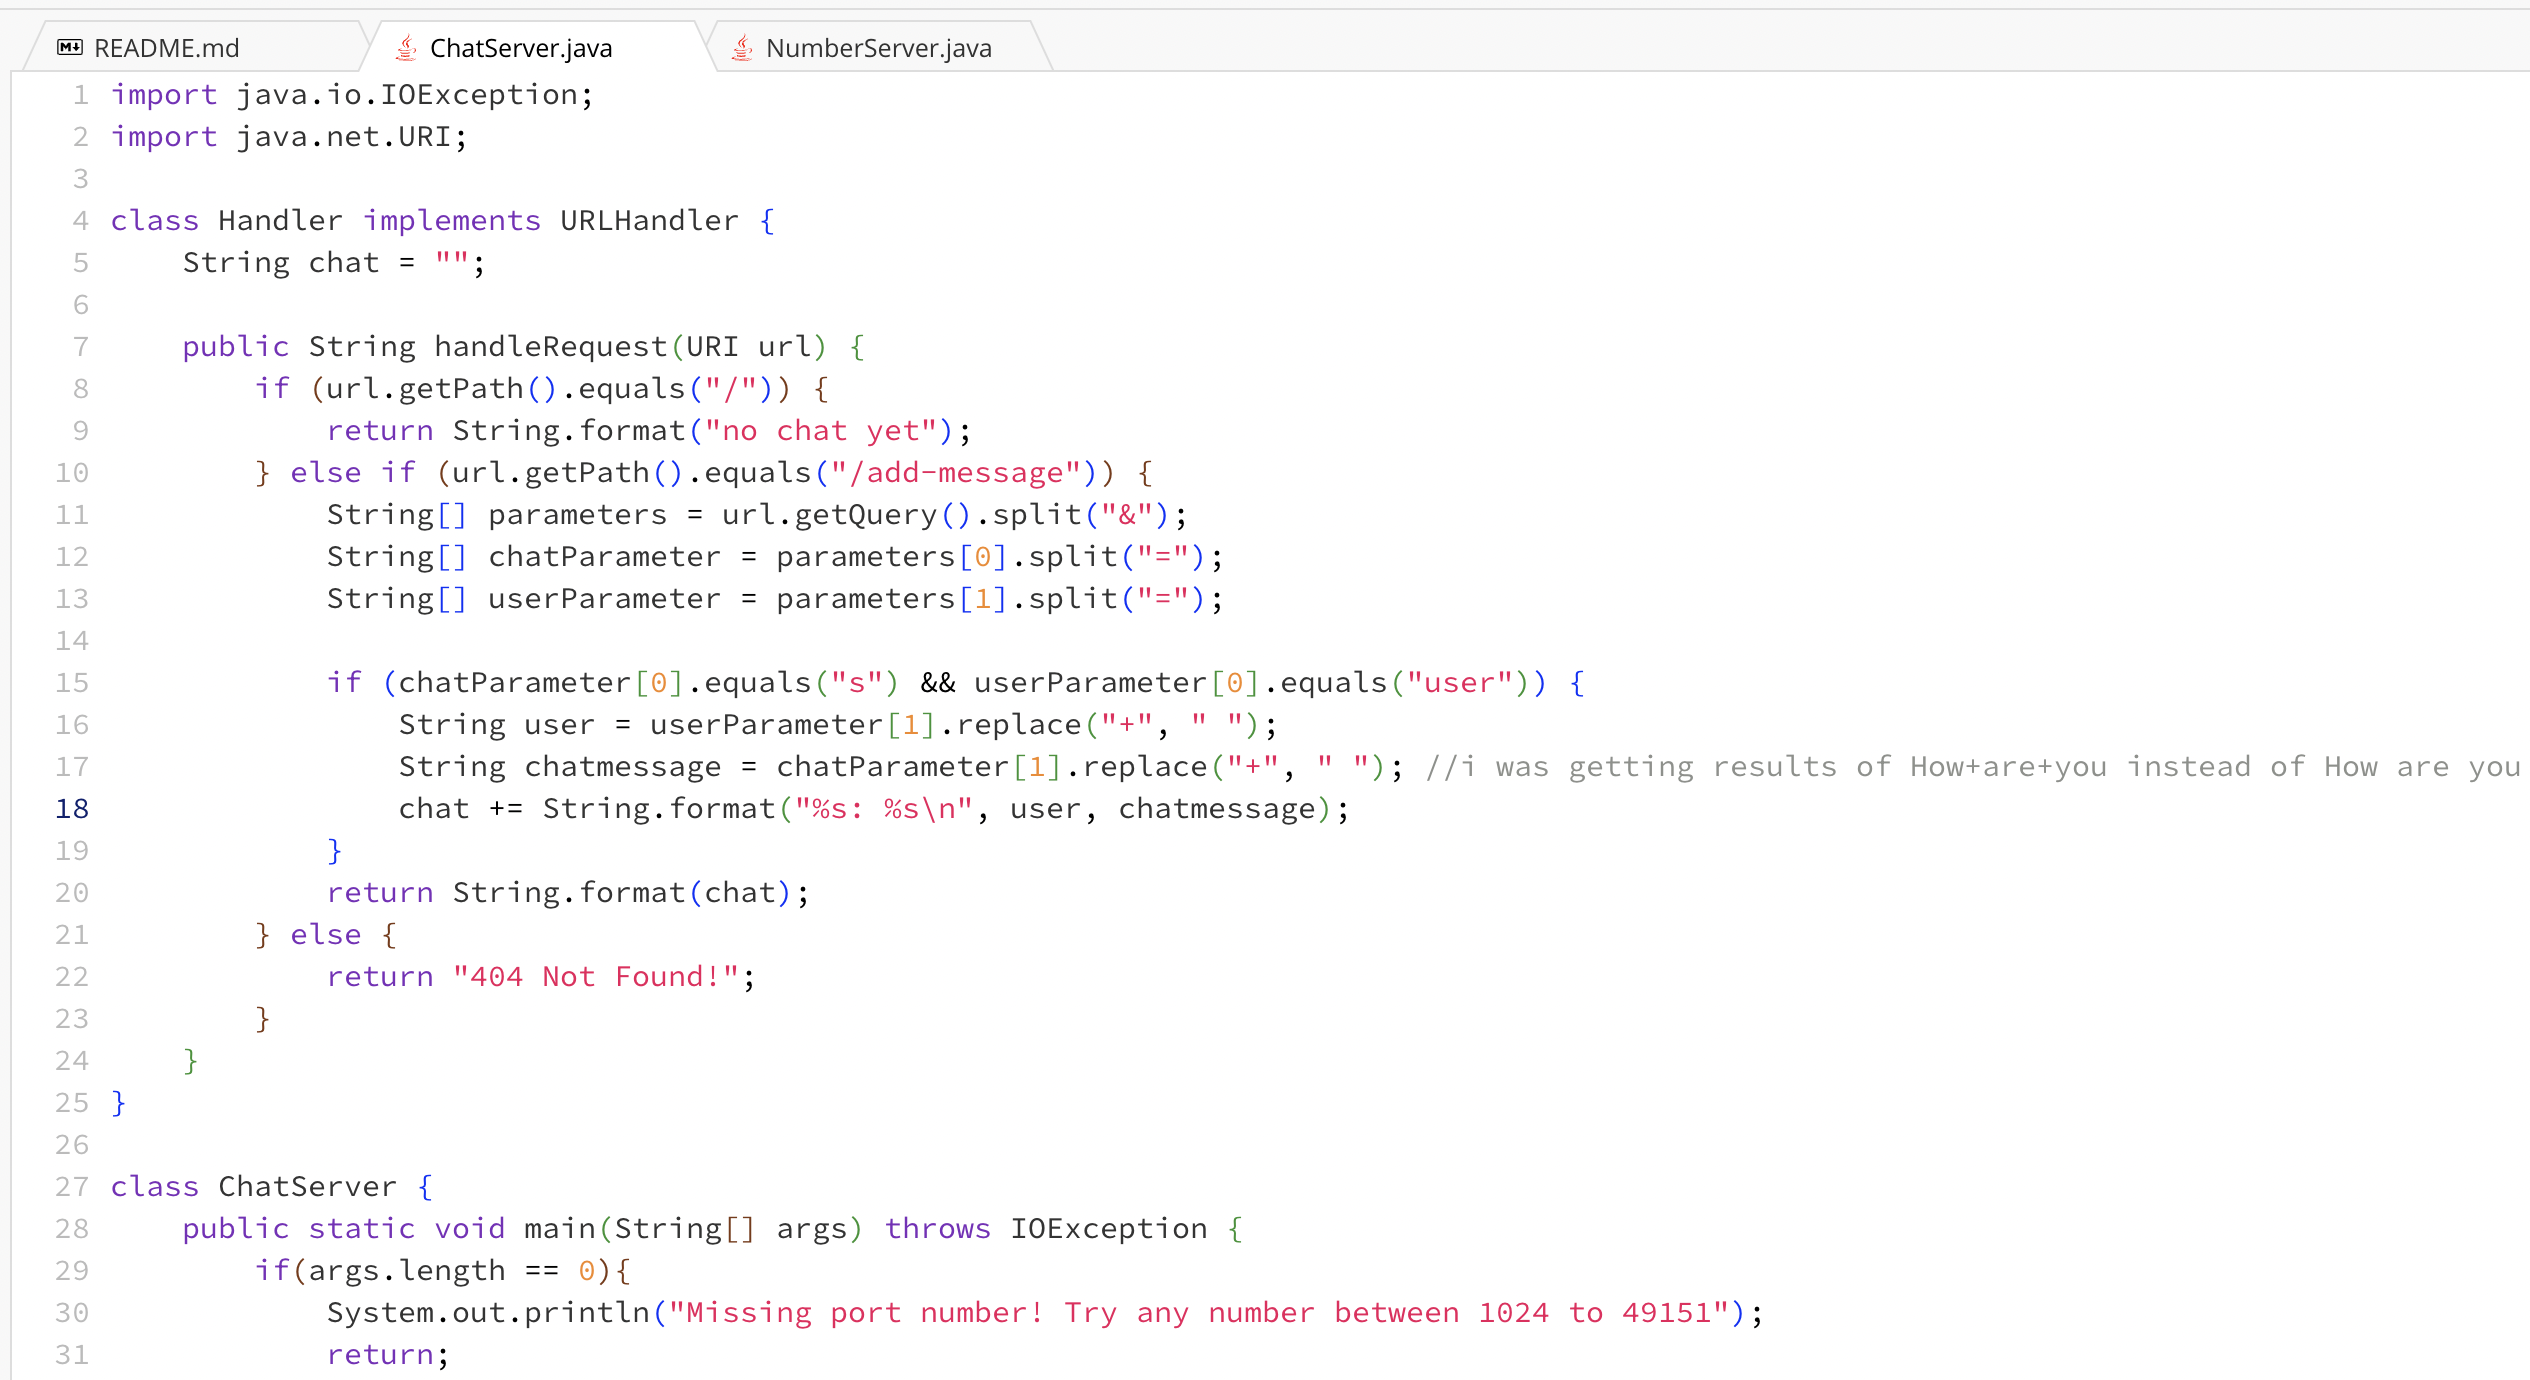 README.md ChatServer.java NumberServer.java
1 import java.io.IOException;
2 import java.net.URI;
3
4 class Handler implements URLHandler {
5     String chat = "";
6
7     public String handleRequest(URI url) {
8         if (url.getPath().equals("/")) {
9             return String.format("no chat yet");
10         } else if (url.getPath().equals("/add-message")) {
11             String[] parameters = url.getQuery().split("&");
12             String[] chatParameter = parameters[0].split("=");
13             String[] userParameter = parameters[1].split("=");
14
15             if (chatParameter[0].equals("s") && userParameter[0].equals("user")) {
16                 String user = userParameter[1].replace("+", " ");
17                 String chatmessage = chatParameter[1].replace("+", " "); //i was getting results of How+are+you instead of How are you
18                 chat += String.format("%s: %s\n", user, chatmessage);
19             }
20             return String.format(chat);
21         } else {
22             return "404 Not Found!";
23         }
24     }
25 }
26
27 class ChatServer {
28     public static void main(String[] args) throws IOException {
29         if(args.length == 0){
30             System.out.println("Missing port number! Try any number between 1024 to 49151");
31             return;